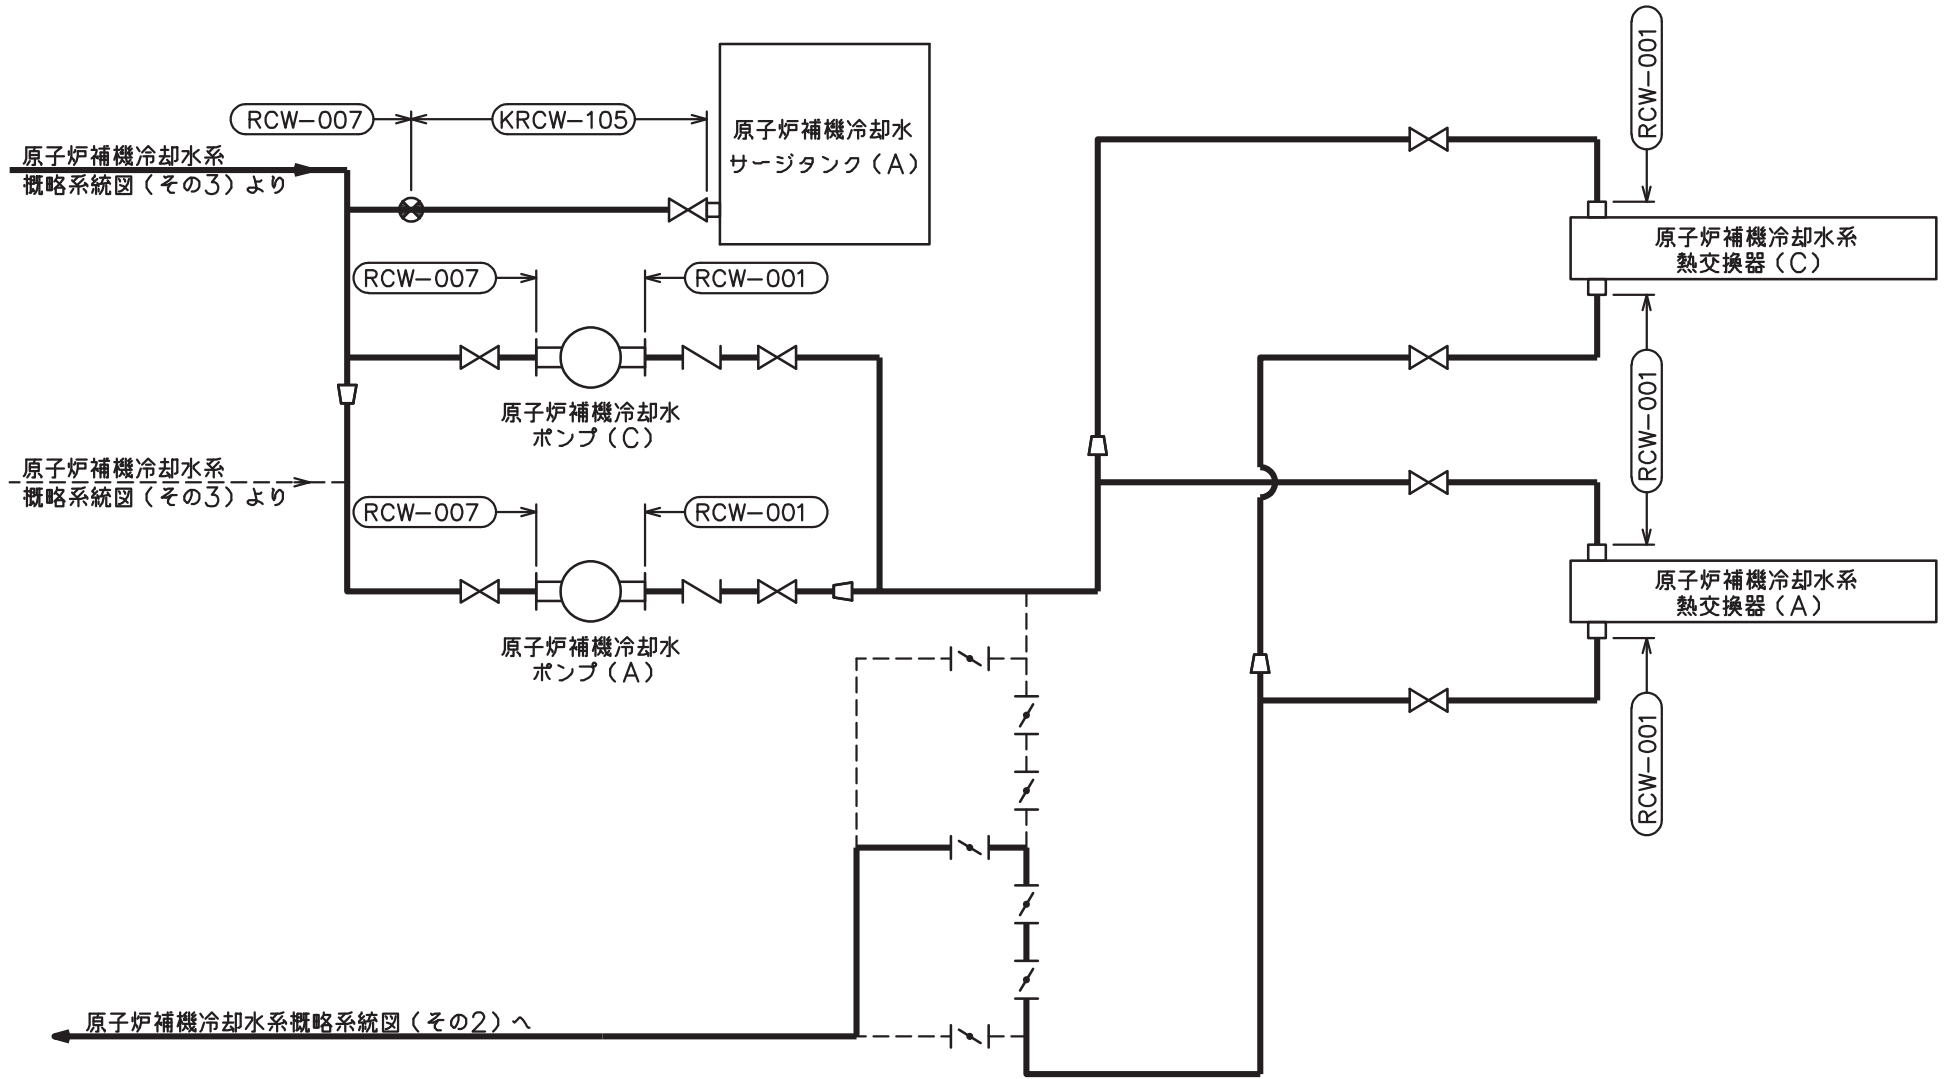 RCW-007
KRCW-105
原子炉補機冷却水
サージタンク(A)
原子炉補機冷却水系
概略系統図(その3)より
RCW-007
RCW-001
原子炉補機冷却水
ポンプ(C)
原子炉補機冷却水系
概略系統図(その3)より
RCW-007
RCW-001
原子炉補機冷却水
ポンプ(A)
RCW-001
原子炉補機冷却水系
熱交換器(C)
RCW-001
原子炉補機冷却水系
熱交換器(A)
RCW-001
原子炉補機冷却水系概略系統図(その2)へ